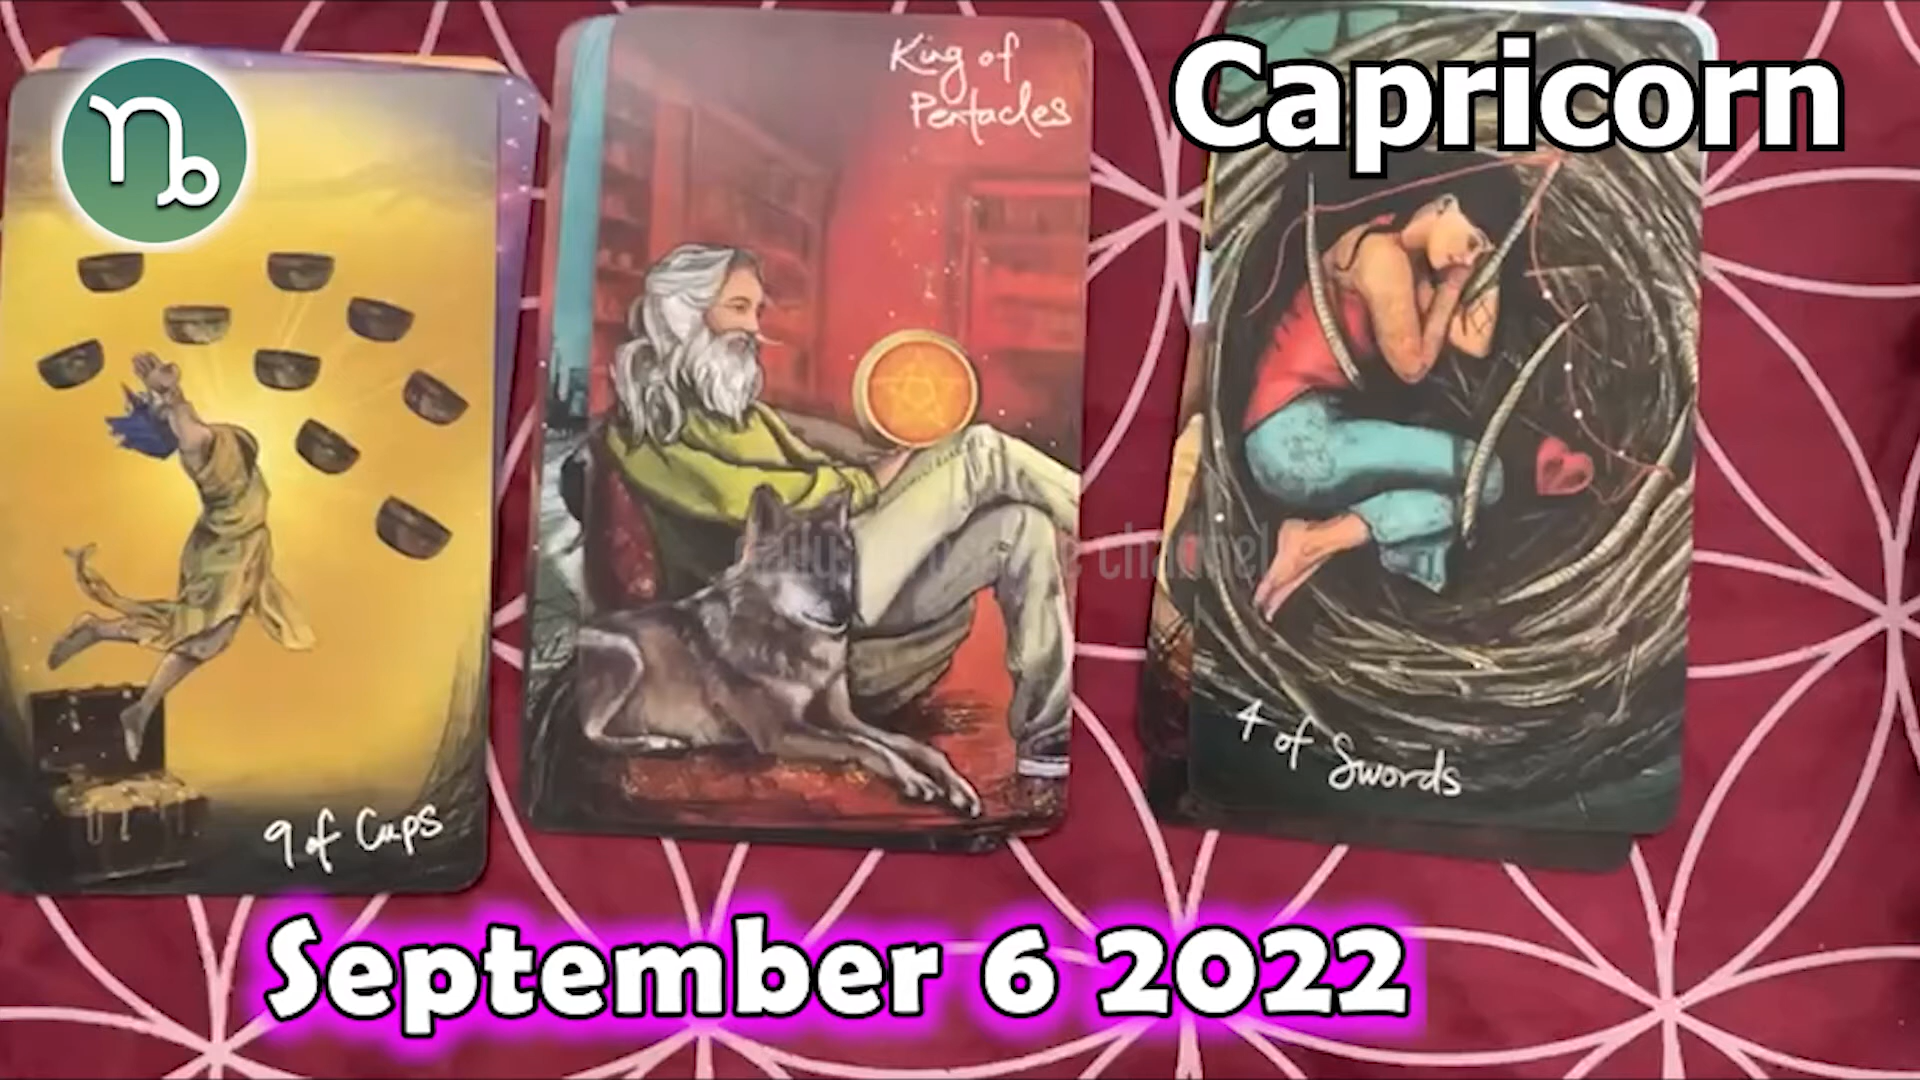 King of
Pentacles
Capricorn
4 of Swords
9 of Cups
September 6 2022